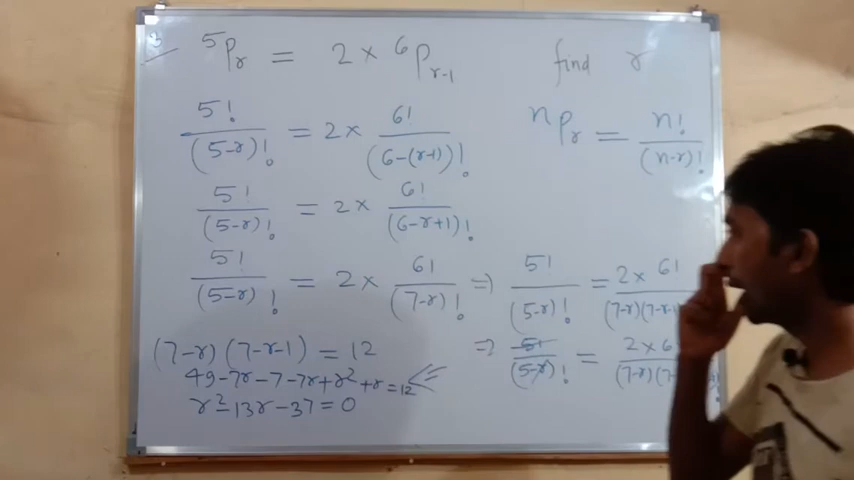 3 ⁵Pᵣ = 2 × ⁶Pᵣ₋₁ find r
5!/(5-r)! = 2× 6!/(6-(r-1))! ⁿPᵣ = n!/(n-r)!
5!/(5-r)! = 2× 6!/(6-r+1)!
5!/(5-r)! = 2× 6!/(7-r)! ⇒ 5!/(5-r)! = 2× 6!/(7-r)(7-r-1)
(7-r)(7-r-1) = 12 ⇒ 5!/(5-r)! = 2×6/(7-r)(7-
49-7r-7-7r+r²+r=12
r²-13r-37=0